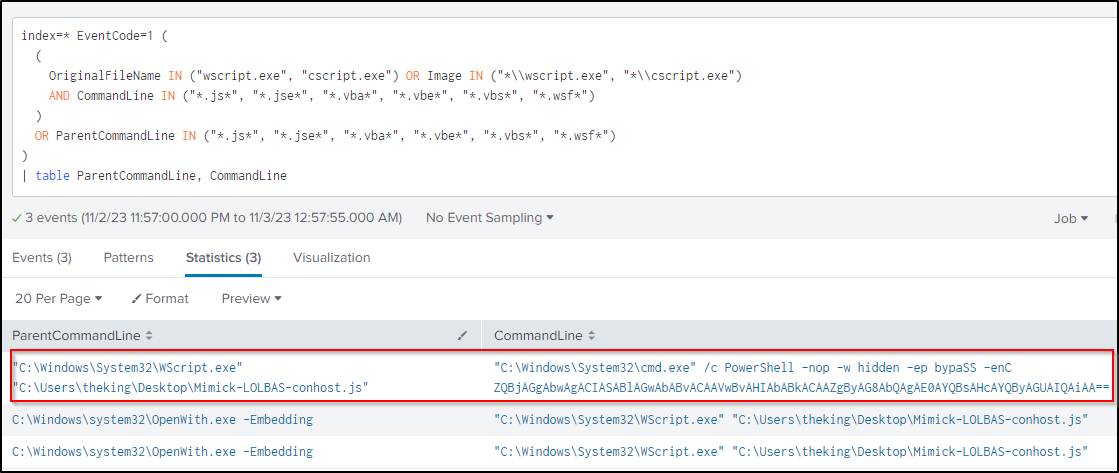 index=* EventCode=1 (
(
OriginalFileName IN ("wscript.exe", "cscript.exe") OR Image IN ("*\\wscript.exe", "*\\cscript.exe")
AND CommandLine IN ("*.js*", "*.jse*", "*.vba*", "*.vbe*", "*.vbs*", "*.wsf*")
)
OR ParentCommandLine IN ("*.js*", "*.jse*", "*.vba*", "*.vbe*", "*.vbs*", "*.wsf*")
)
| table ParentCommandLine, CommandLine
✓ 3 events (11/2/23 11:57:00.000 PM to 11/3/23 12:57:55.000 AM) No Event Sampling Job
Events (3) Patterns Statistics (3) Visualization
20 Per Page Format Preview
ParentCommandLine CommandLine
"C:\Windows\System32\WScript.exe" "C:\Windows\System32\cmd.exe" /c PowerShell -nop -w hidden -ep bypaSS -enC
"C:\Users\theking\Desktop\Mimick-LOLBAS-conhost.js" ZQBjAGgAbwAgACIASABlAGwAbABvACAAVwBvAHIAbABkACAAZgByAG8AbQAgAE0AYQBsAHcAYQByAGUAIQAiAA==
C:\Windows\system32\OpenWith.exe -Embedding "C:\Windows\System32\WScript.exe" "C:\Users\theking\Desktop\Mimick-LOLBAS-conhost.js"
C:\Windows\system32\OpenWith.exe -Embedding "C:\Windows\System32\WScript.exe" "C:\Users\theking\Desktop\Mimick-LOLBAS-conhost.js"